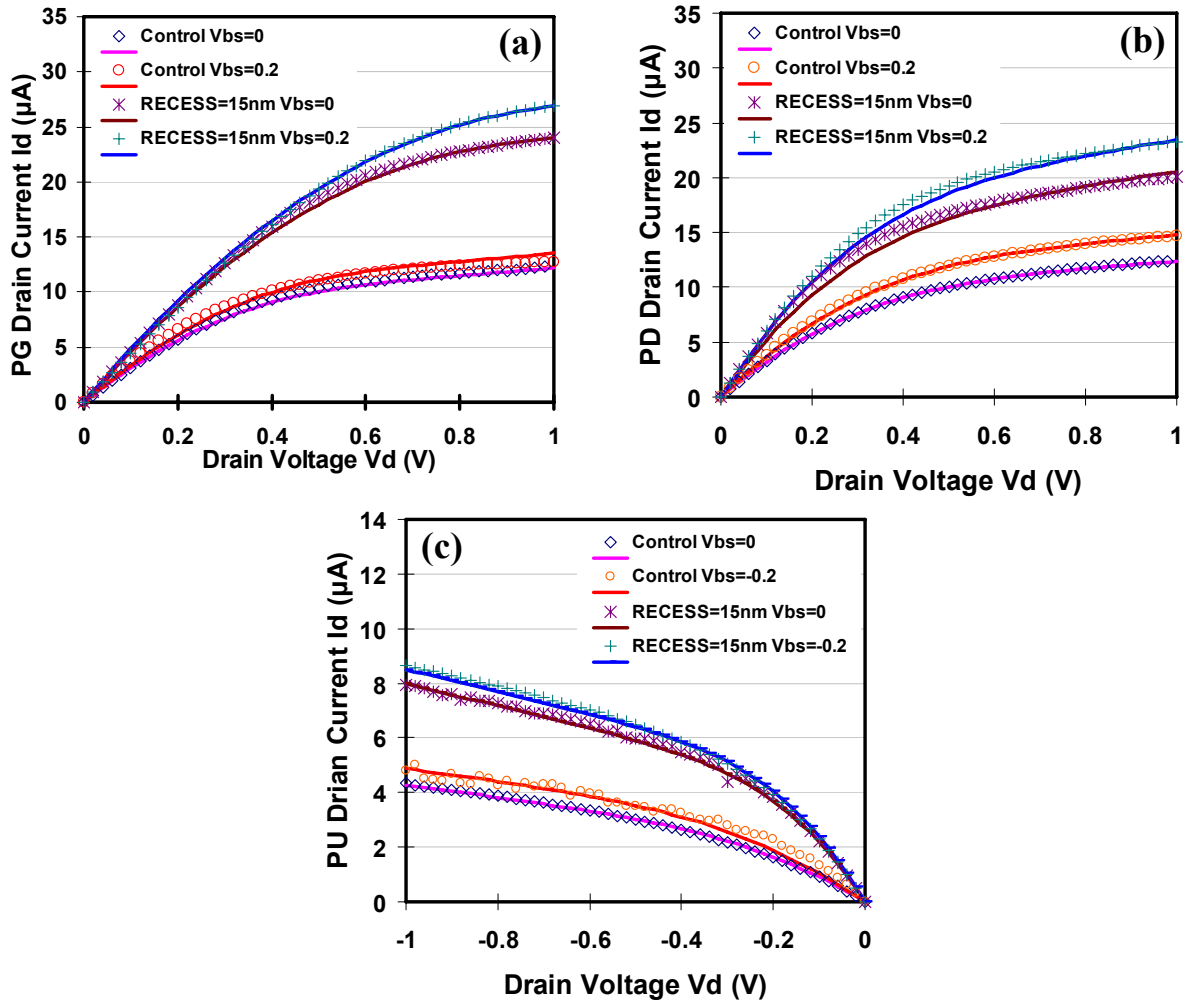 (a)
PG Drain Current Id (µA)
35
30
25
20
15
10
5
0
Control Vbs=0
Control Vbs=0.2
RECESS=15nm Vbs=0
RECESS=15nm Vbs=0.2
0 0.2 0.4 0.6 0.8 1
Drain Voltage Vd (V)
(b)
PD Drain Current Id (µA)
35
30
25
20
15
10
5
0
Control Vbs=0
Control Vbs=0.2
RECESS=15nm Vbs=0
RECESS=15nm Vbs=0.2
0 0.2 0.4 0.6 0.8 1
Drain Voltage Vd (V)
(c)
PU Drian Current Id (µA)
14
12
10
8
6
4
2
0
Control Vbs=0
Control Vbs=-0.2
RECESS=15nm Vbs=0
RECESS=15nm Vbs=-0.2
-1 -0.8 -0.6 -0.4 -0.2 0
Drain Voltage Vd (V)